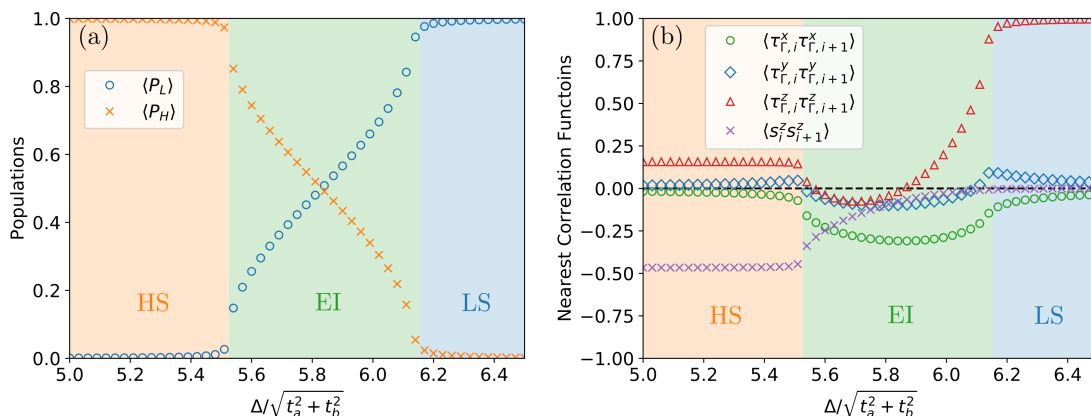 (a)
⟨P_L⟩
⟨P_H⟩
HS
EI
LS
Populations
0.0
0.2
0.4
0.6
0.8
1.0
5.0 5.2 5.4 5.6 5.8 6.0 6.2 6.4
Δ/√(t_a^2 + t_b^2)
(b)
⟨τ^x_{Γ,i} τ^x_{Γ,i+1}⟩
⟨τ^y_{Γ,i} τ^y_{Γ,i+1}⟩
⟨τ^z_{Γ,i} τ^z_{Γ,i+1}⟩
⟨s^z_i s^z_{i+1}⟩
HS
EI
LS
Nearest Correlation Functoins
1.00
0.75
0.50
0.25
0.00
−0.25
−0.50
−0.75
−1.00
5.0 5.2 5.4 5.6 5.8 6.0 6.2 6.4
Δ/√(t_a^2 + t_b^2)